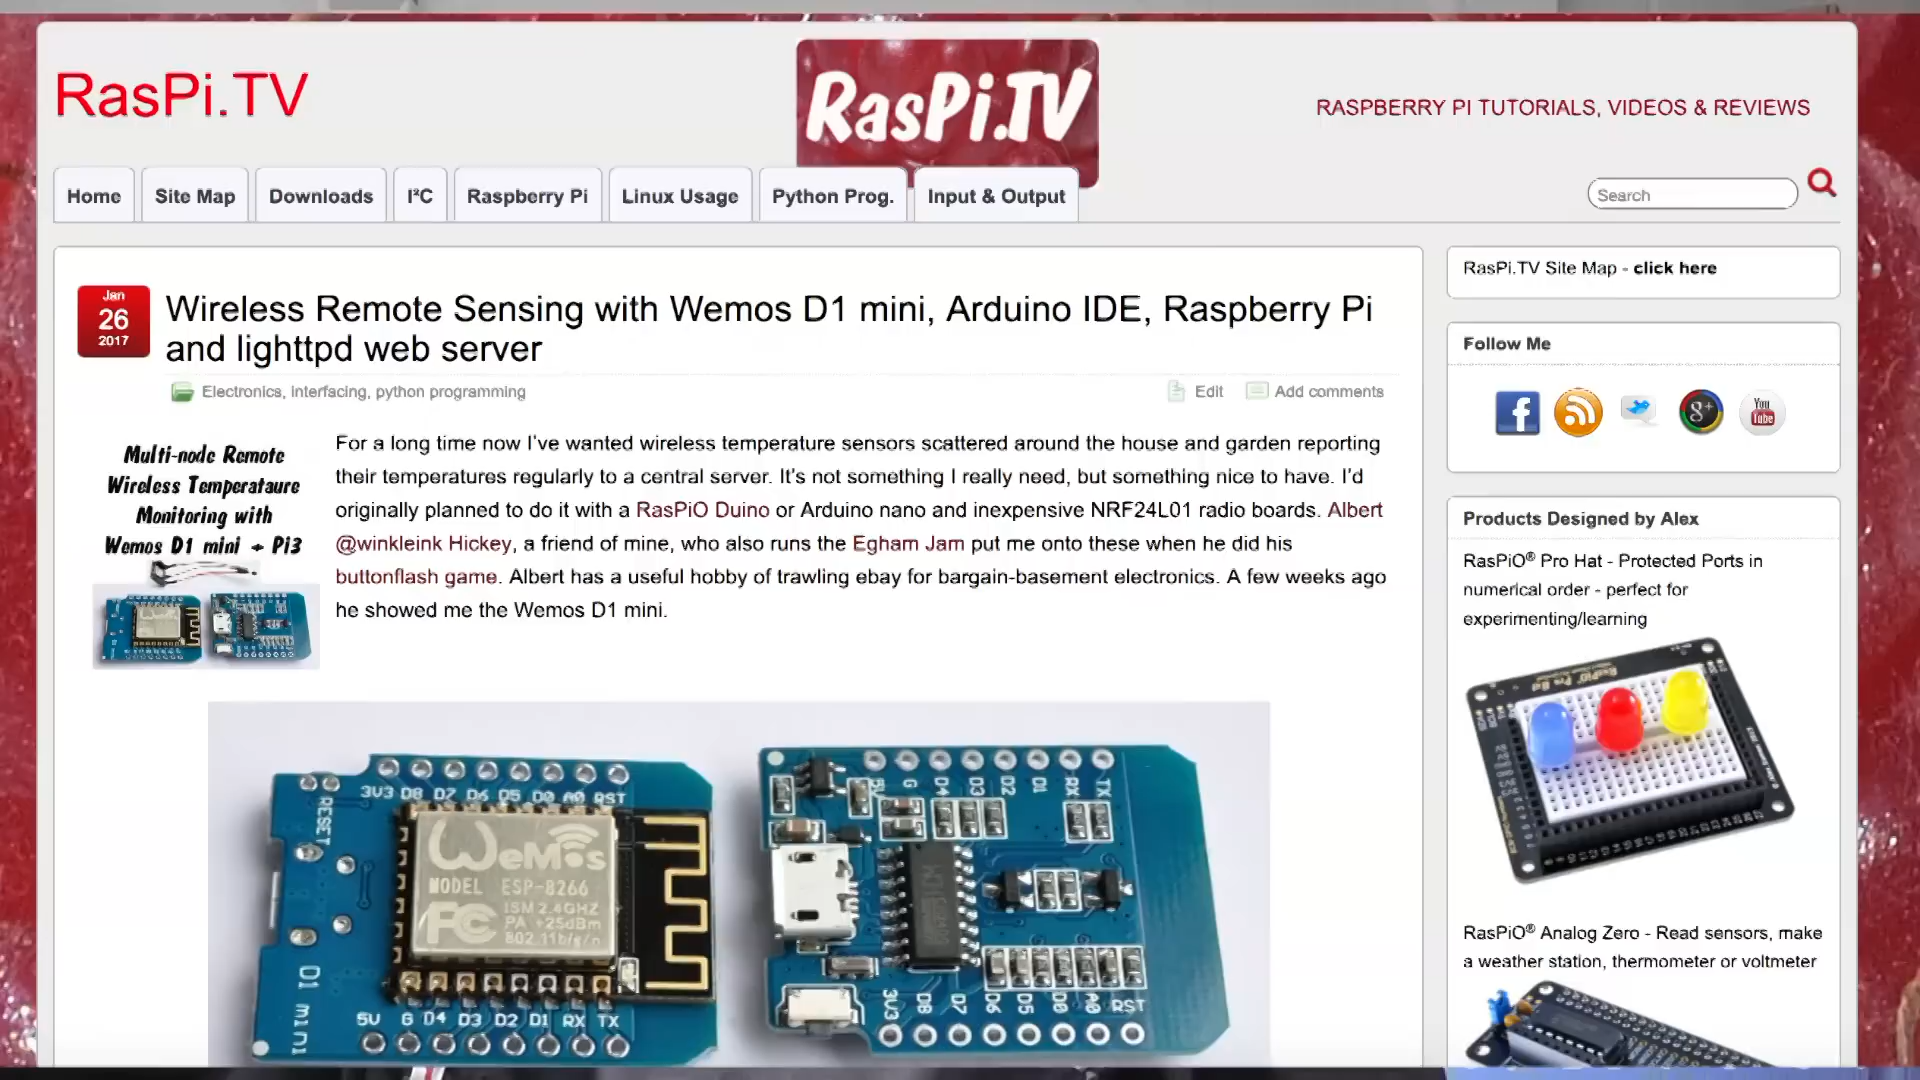 RasPi.TV
RasPi.TV
RASPBERRY PI TUTORIALS, VIDEOS & REVIEWS
Home
Site Map
Downloads
I²C
Raspberry Pi
Linux Usage
Python Prog.
Input & Output
Search
Jan
26
2017
Wireless Remote Sensing with Wemos D1 mini, Arduino IDE, Raspberry Pi
and lighttpd web server
Electronics, interfacing, python programming
Edit
Add comments
Multi-node Remote
Wireless Temperataure
Monitoring with
Wemos D1 mini + Pi3
For a long time now I've wanted wireless temperature sensors scattered around the house and garden reporting
their temperatures regularly to a central server. It's not something I really need, but something nice to have. I'd
originally planned to do it with a RasPiO Duino or Arduino nano and inexpensive NRF24L01 radio boards. Albert
@winkleink Hickey, a friend of mine, who also runs the Egham Jam put me onto these when he did his
buttonflash game. Albert has a useful hobby of trawling ebay for bargain-basement electronics. A few weeks ago
he showed me the Wemos D1 mini.
3V3 D8 D7 D6 D5 D0 A0 RST
RESET
WeMos
MODEL ESP-8266
ISM 2.4GHZ
PA +25dBm
802.11b/g/n
FC
D1 mini
5V G D4 D3 D2 D1 RX TX
5V G D4 D3 D2 D1 RX TX
3V3 D8 D7 D6 D5 D0 A0 RST
RasPi.TV Site Map - click here
Follow Me
f
g+
You
Tube
Products Designed by Alex
RasPiO® Pro Hat - Protected Ports in
numerical order - perfect for
experimenting/learning
RasPiO® Pro Hat
RasPiO® Analog Zero - Read sensors, make
a weather station, thermometer or voltmeter